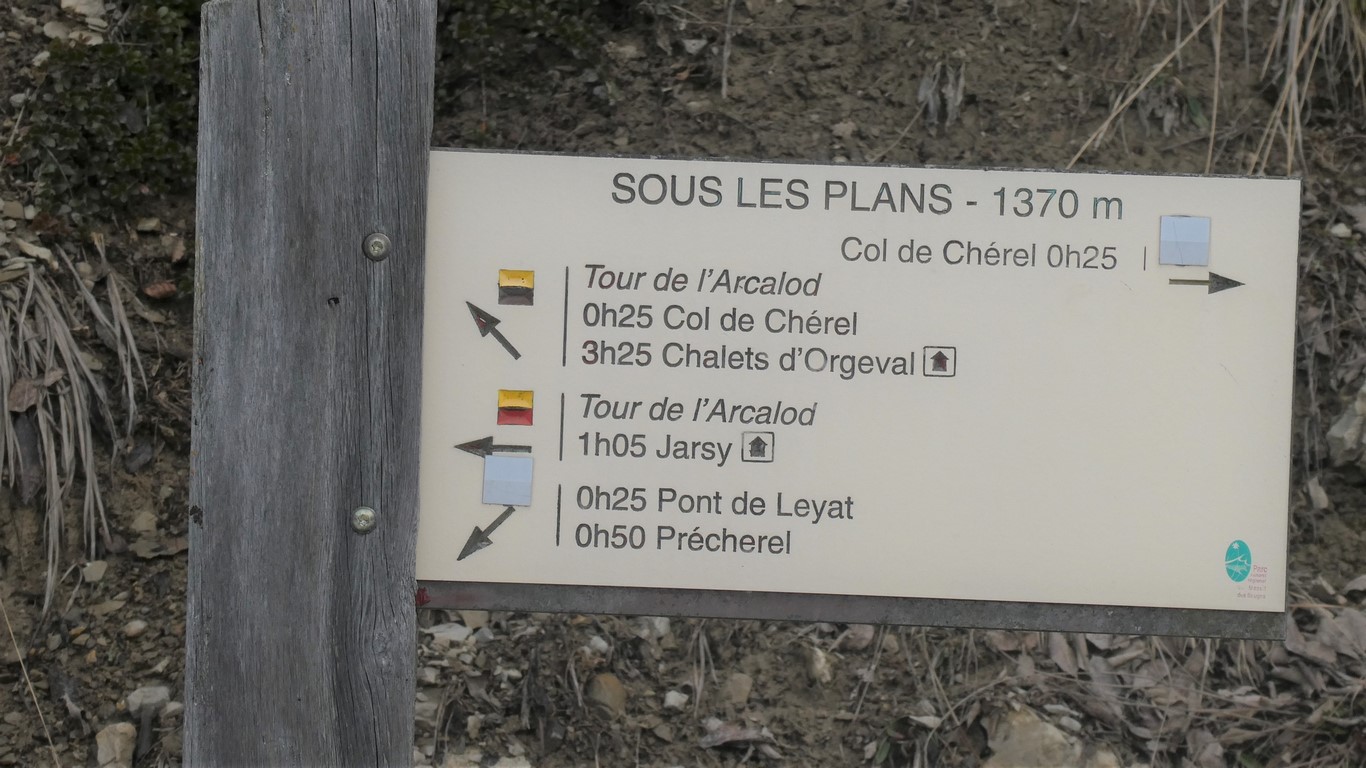 SOUS LES PLANS - 1370 m
Col de Chérel 0h25
Tour de l'Arcalod
0h25 Col de Chérel
3h25 Chalets d'Orgeval
Tour de l'Arcalod
1h05 Jarsy
0h25 Pont de Leyat
0h50 Précherel